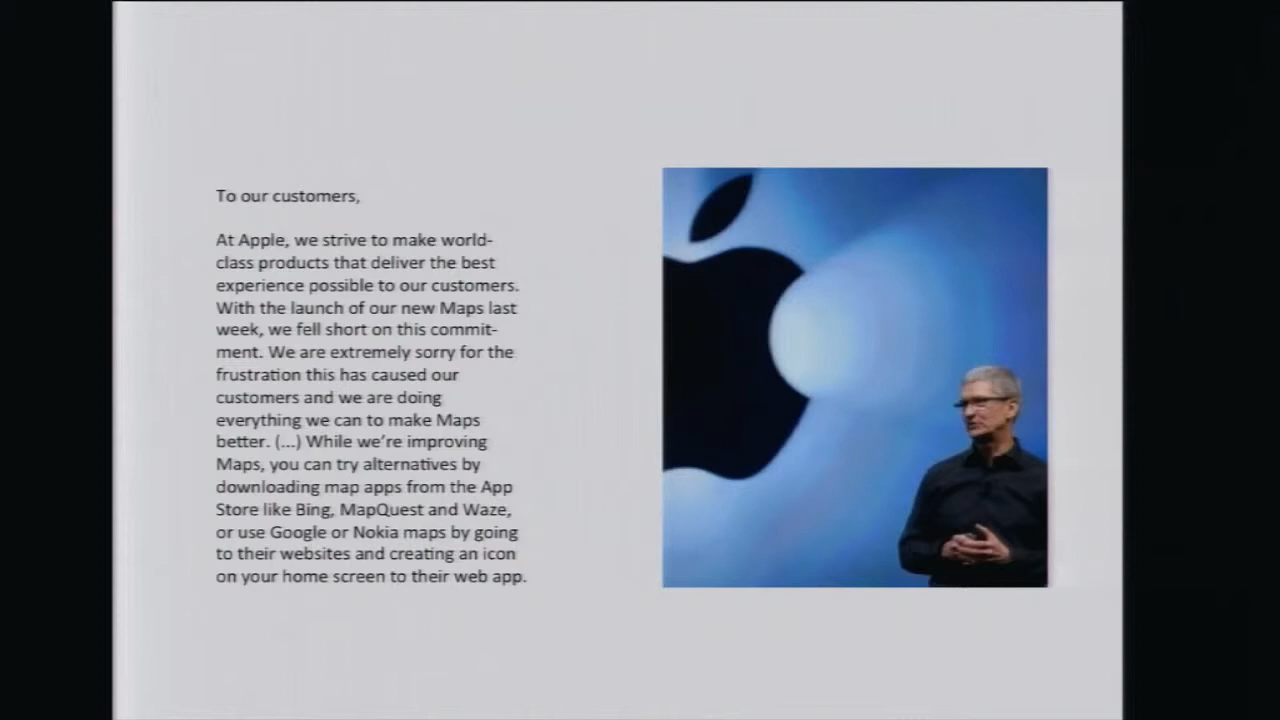 To our customers,
At Apple, we strive to make world-
class products that deliver the best
experience possible to our customers.
With the launch of our new Maps last
week, we fell short on this commit-
ment. We are extremely sorry for the
frustration this has caused our
customers and we are doing
everything we can to make Maps
better. (...) While we're improving
Maps, you can try alternatives by
downloading map apps from the App
Store like Bing, MapQuest and Waze,
or use Google or Nokia maps by going
to their websites and creating an icon
on your home screen to their web app.